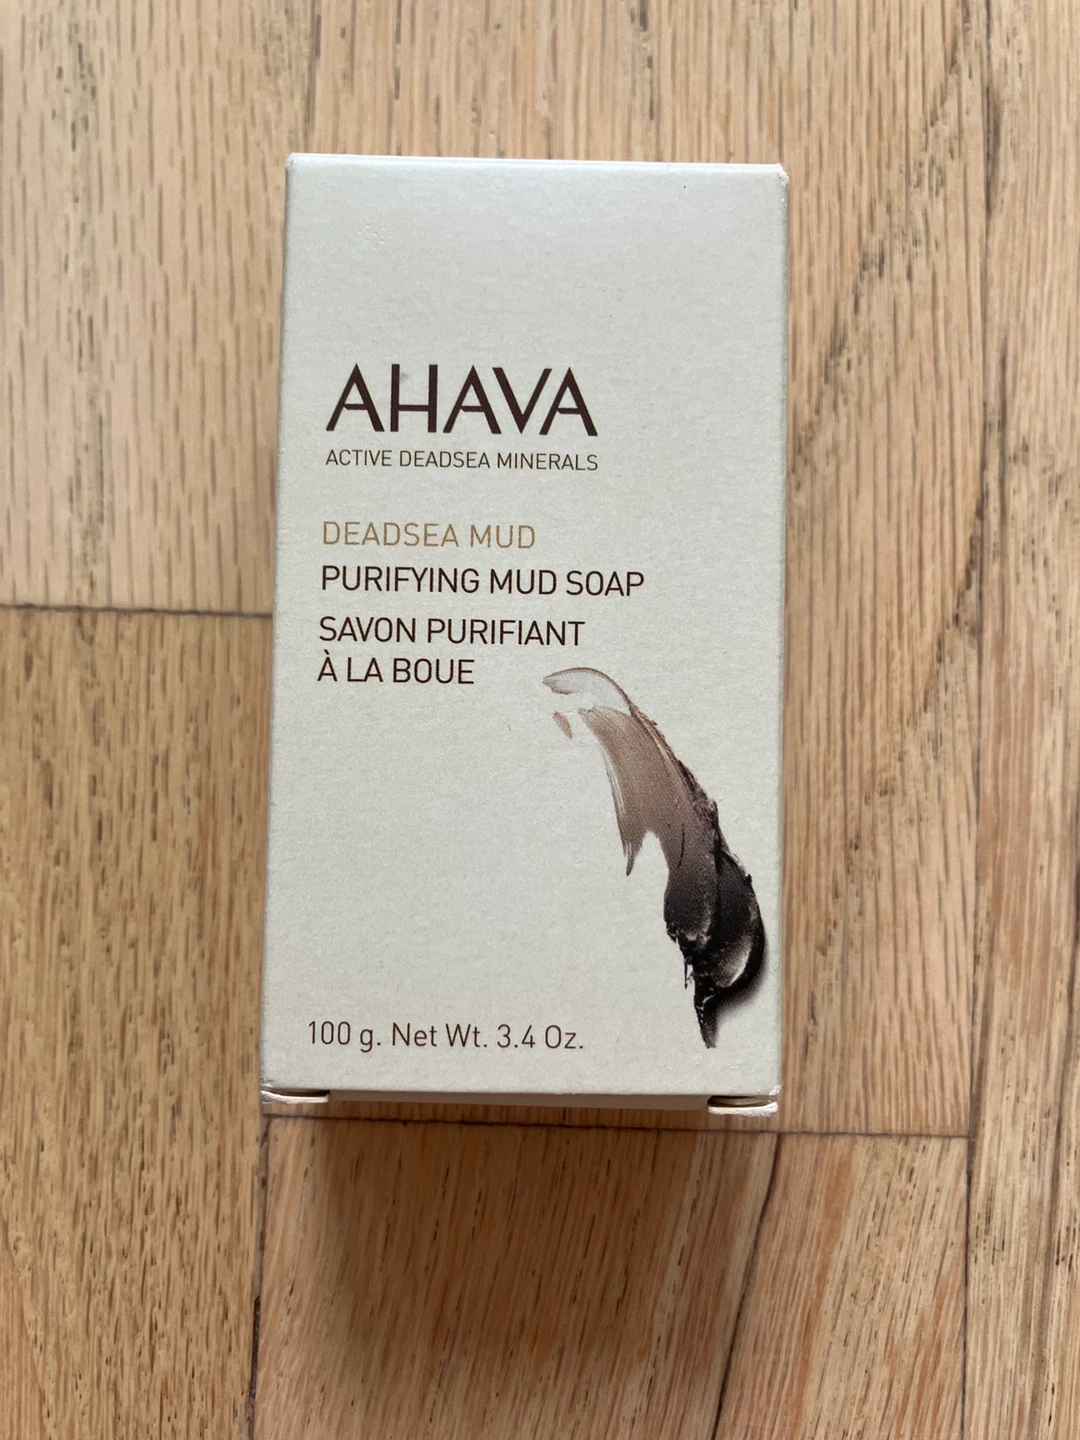 AHAVA
ACTIVE DEADSEA MINERALS
DEADSEA MUD
PURIFYING MUD SOAP
SAVON PURIFIANT
À LA BOUE
100 g. Net Wt. 3.4 Oz.